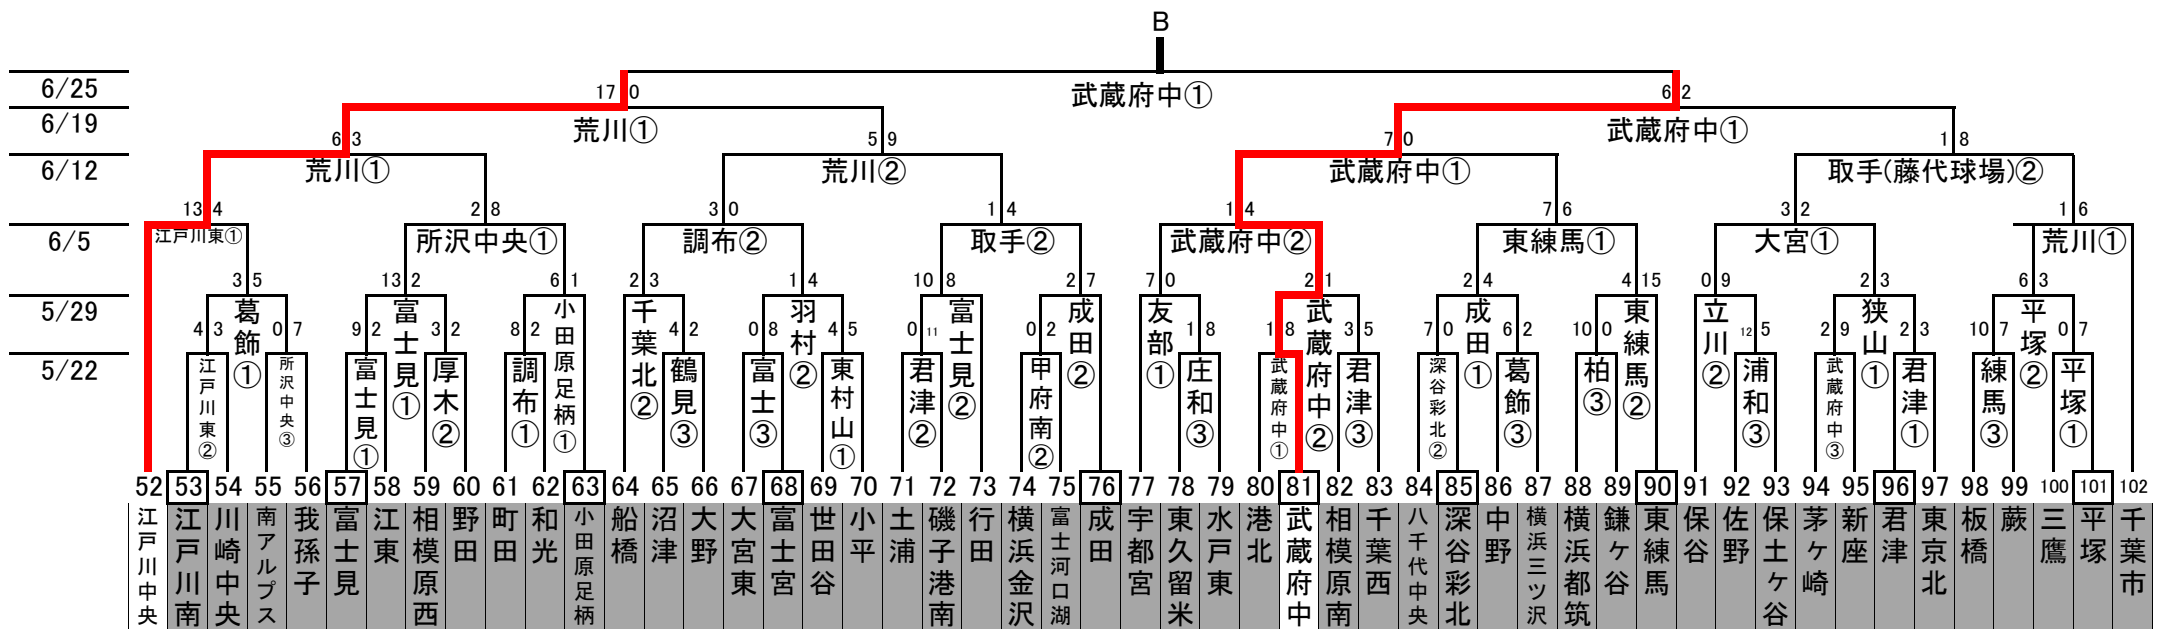 B
6/25
武蔵府中①
17 0
6 2
6/19
荒川①
武蔵府中①
6 3
5 9
7 0
1 8
6/12
荒川①
荒川②
武蔵府中①
取手(藤代球場)②
13 4
2 8
3 0
1 4
1 4
7 6
3 2
1 6
6/5
江戸川東①
所沢中央①
調布②
取手②
武蔵府中②
東練馬①
大宮①
荒川①
3 5
13 2
6 1
2 3
1 4
10 8
2 7
7 0
2 1
2 4
4 15
0 9
2 3
6 3
5/29
葛飾①
富士見①
小田原足柄①
千葉北②
羽村②
富士見②
成田②
友部①
武蔵府中②
成田①
東練馬②
立川②
狭山①
平塚②
4 3
0 7
9 2
3 2
8 2
4 2
0 8
4 5
0 11
0 2
1 8
1 8
3 5
7 0
6 2
10 0
12 5
2 9
2 3
10 7
0 7
5/22
江戸川東②
所沢中央③
富士見①
厚木②
調布①
鶴見③
富士③
東村山①
君津②
甲府南②
庄和③
武蔵府中①
君津③
深谷彩北②
葛飾③
柏③
浦和③
武蔵府中③
君津①
練馬③
平塚①
52 53 54 55 56 57 58 59 60 61 62 63 64 65 66 67 68 69 70 71 72 73 74 75 76 77 78 79 80 81 82 83 84 85 86 87 88 89 90 91 92 93 94 95 96 97 98 99 100 101 102
江戸川中央
江戸川南
川崎中央
南アルプス
我孫子
富士見
江東
相模原西
野田
町田
和光
小田原足柄
船橋
沼津
大野
大宮東
富士宮
世田谷
小平
土浦
磯子港南
行田
横浜金沢
富士河口湖
成田
宇都宮
東久留米
水戸東
港北
武蔵府中
相模原南
千葉西
八千代中央
深谷彩北
中野
横浜三ツ沢
横浜都筑
鎌ヶ谷
東練馬
保谷
佐野
保土ヶ谷
茅ヶ崎
新座
君津
東京北
板橋
蕨
三鷹
平塚
千葉市